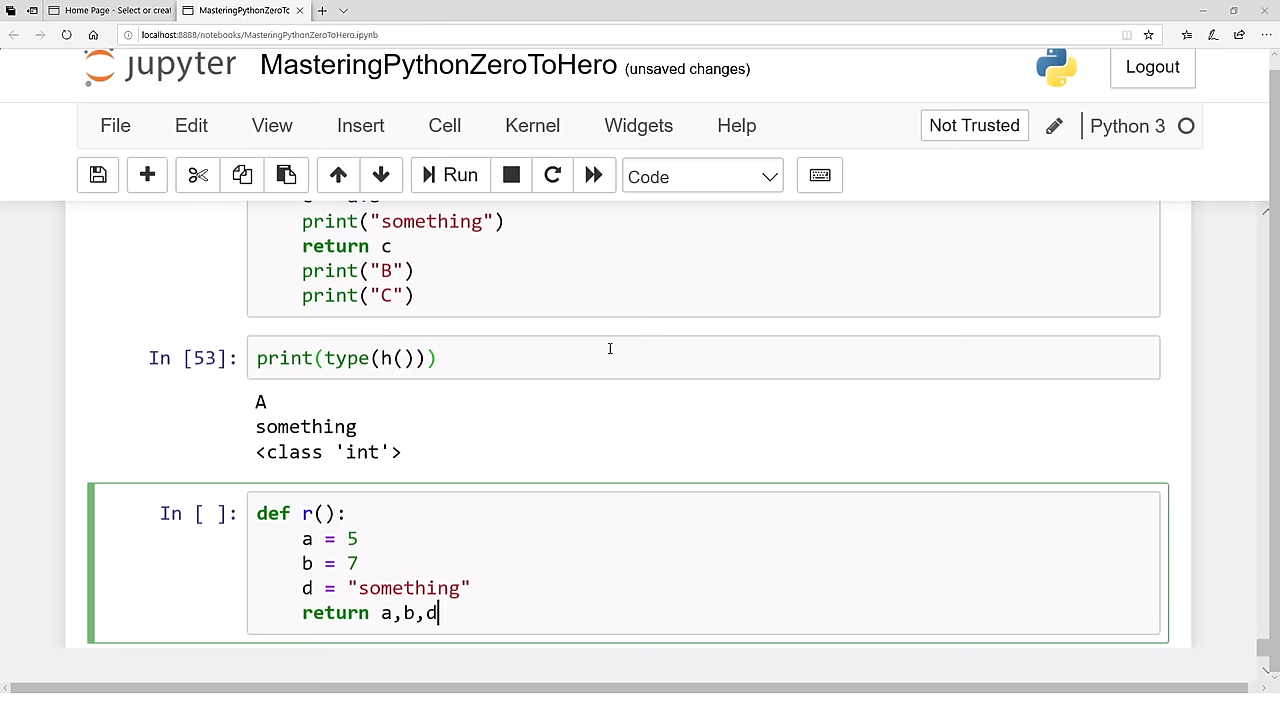 Home Page - Select or creat
MasteringPythonZeroToC
localhost:8888/notebooks/MasteringPythonZeroToHero.ipynb
jupyter MasteringPythonZeroToHero (unsaved changes)
Logout
File Edit View Insert Cell Kernel Widgets Help
Not Trusted
Python 3
Run
Code
print("something")
return c
print("B")
print("C")
In [53]: print(type(h()))
A
something
<class 'int'>
In [ ]: def r():
a = 5
b = 7
d = "something"
return a,b,d